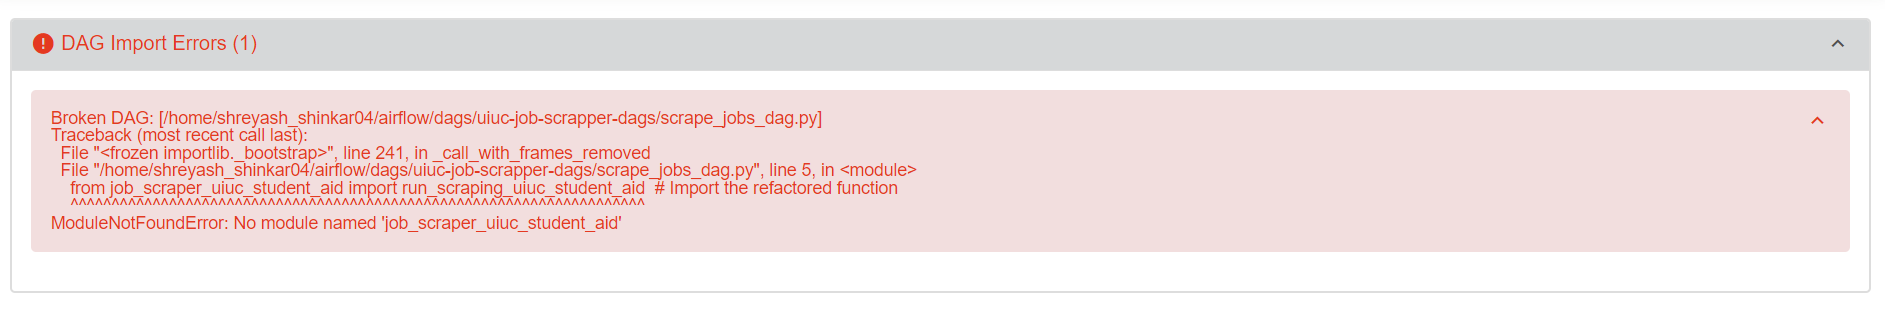 DAG Import Errors (1)
Broken DAG: [/home/shreyash_shinkar04/airflow/dags/uiuc-job-scrapper-dags/scrape_jobs_dag.py]
Traceback (most recent call last):
  File "<frozen importlib._bootstrap>", line 241, in _call_with_frames_removed
  File "/home/shreyash_shinkar04/airflow/dags/uiuc-job-scrapper-dags/scrape_jobs_dag.py", line 5, in <module>
    from job_scraper_uiuc_student_aid import run_scraping_uiuc_student_aid  # Import the refactored function
    ^^^^^^^^^^^^^^^^^^^^^^^^^^^^^^^^^^^^^^^^^^^^^^^^^^^^^^^^^^^^^^^^^^^^^^
ModuleNotFoundError: No module named 'job_scraper_uiuc_student_aid'